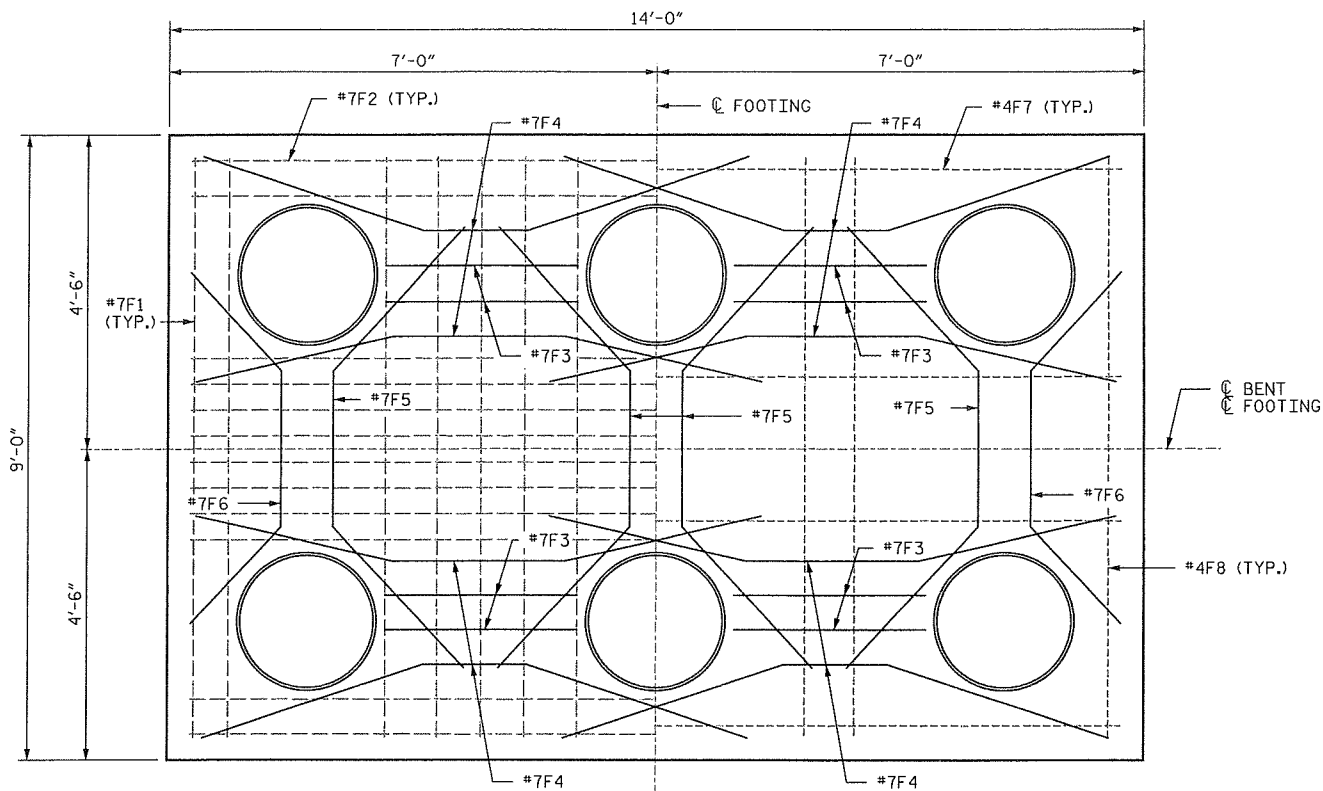 14'-0"
7'-0"
7'-0"
#7F2 (TYP.)
℄ FOOTING
#4F7 (TYP.)
#7F4
#7F4
4'-6"
#7F1
(TYP.)
#7F3
#7F3
9'-0"
#7F5
#7F5
#7F5
℄ BENT
℄ FOOTING
#7F6
#7F6
4'-6"
#7F3
#7F3
#4F8 (TYP.)
#7F4
#7F4